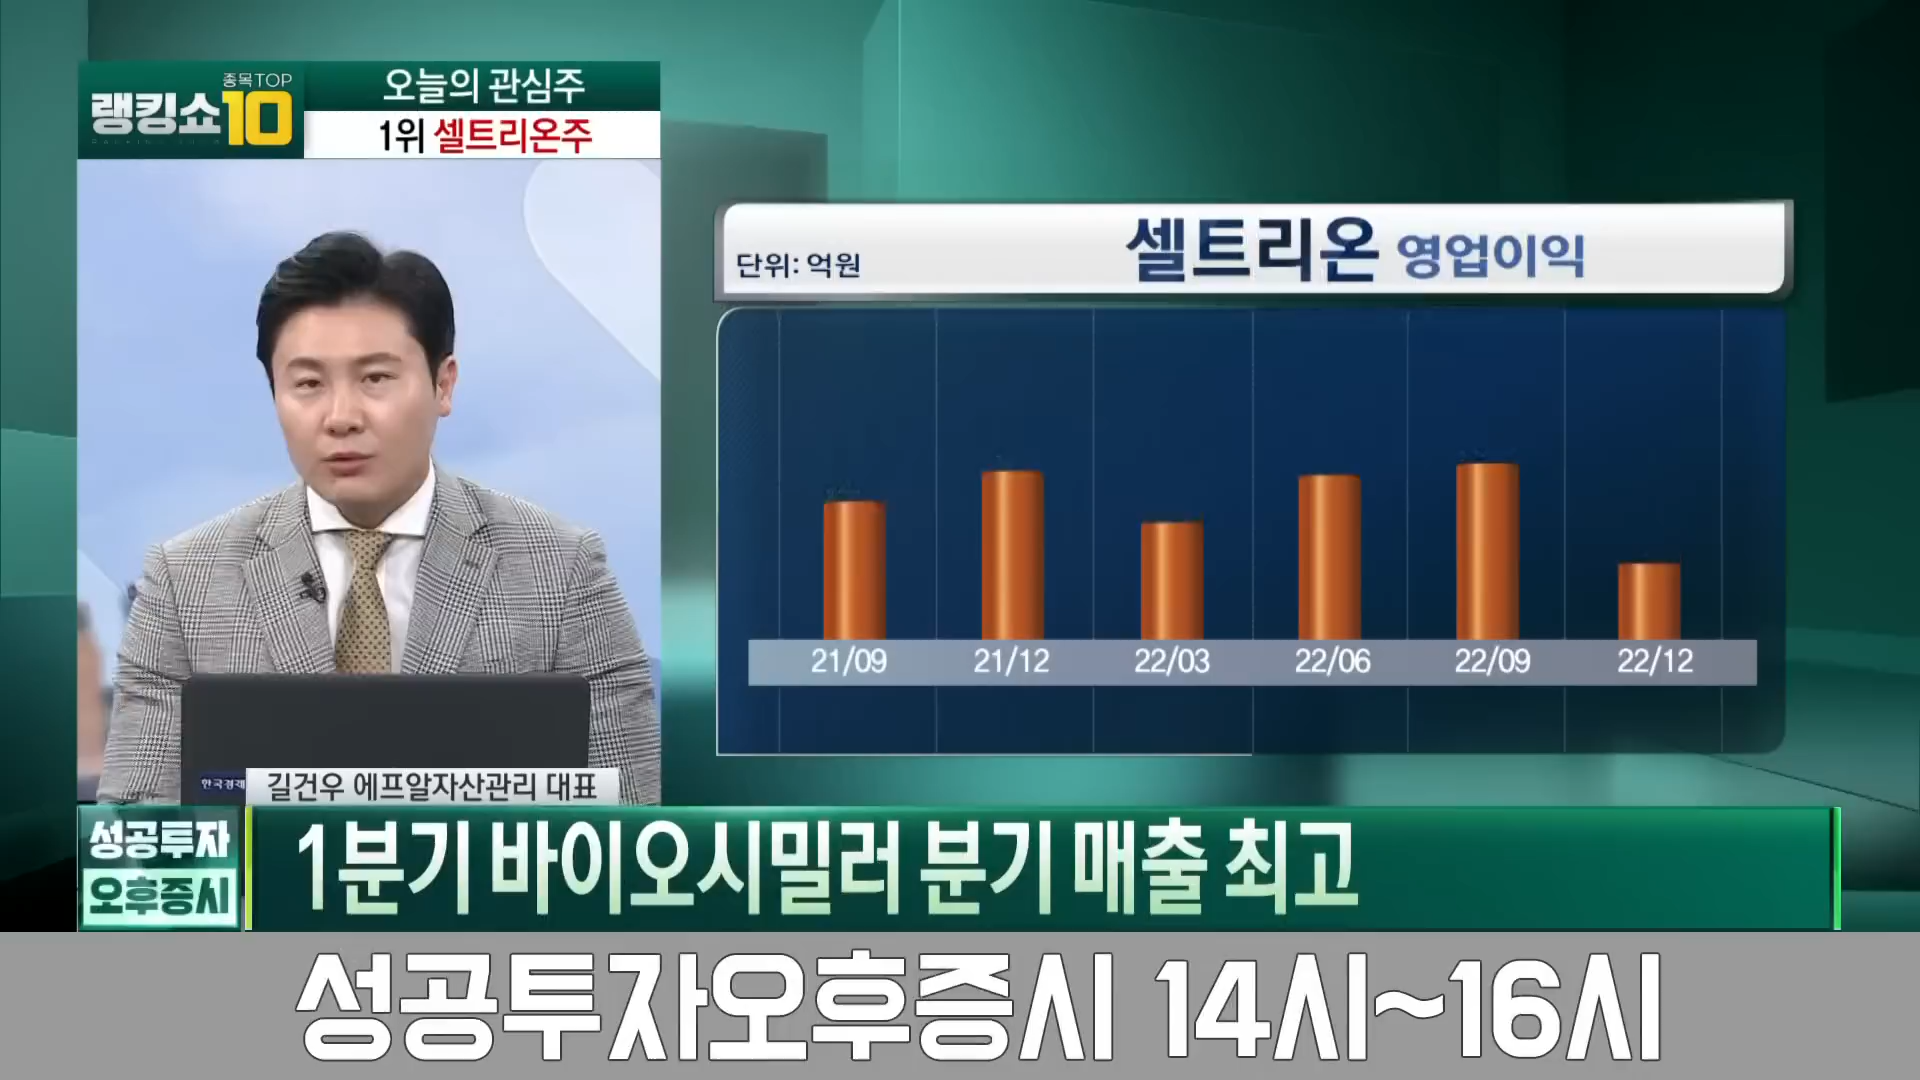 종목TOP
랭킹쇼10
오늘의 관심주
1위 셀트리온주
단위: 억원
셀트리온 영업이익
21/09 21/12 22/03 22/06 22/09 22/12
한국경제
길건우 에프알자산관리 대표
성공투자
오후증시
1분기 바이오시밀러 분기 매출 최고
성공투자오후증시 14시~16시